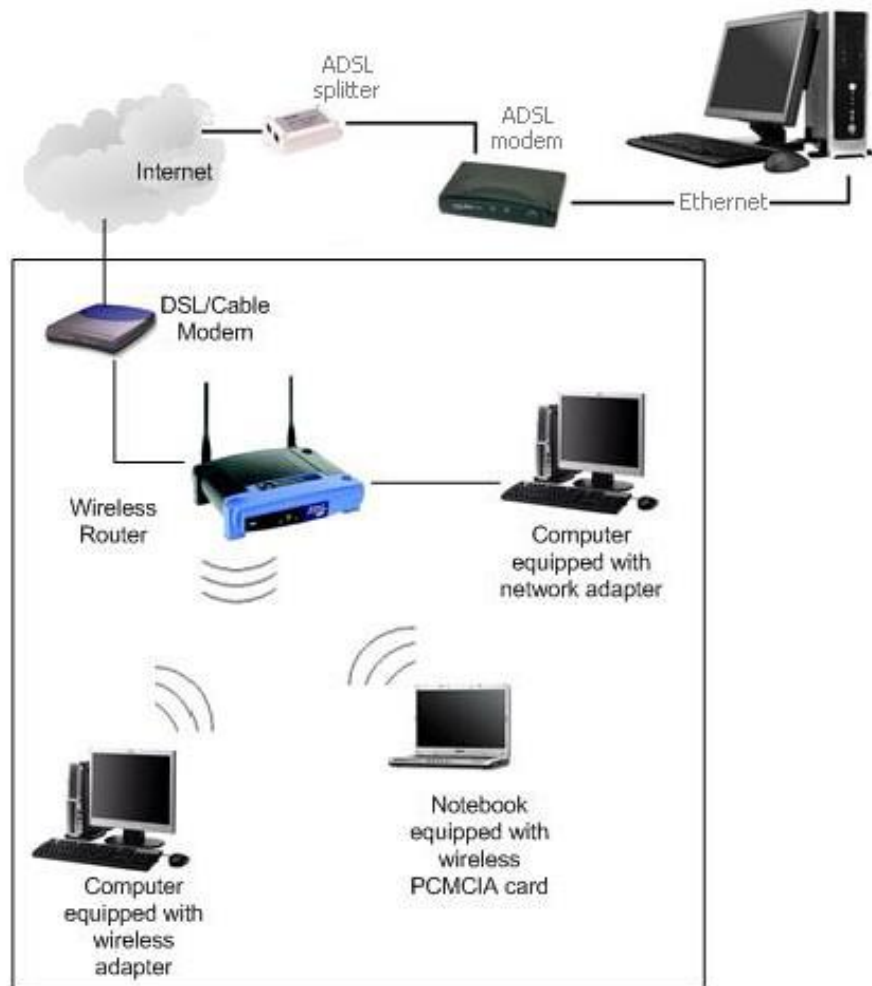 ADSL
splitter
ADSL
modem
Internet
Ethernet
DSL/Cable
Modem
Wireless
Router
Computer
equipped with
network adapter
Notebook
equipped with
wireless
PCMCIA card
Computer
equipped with
wireless
adapter